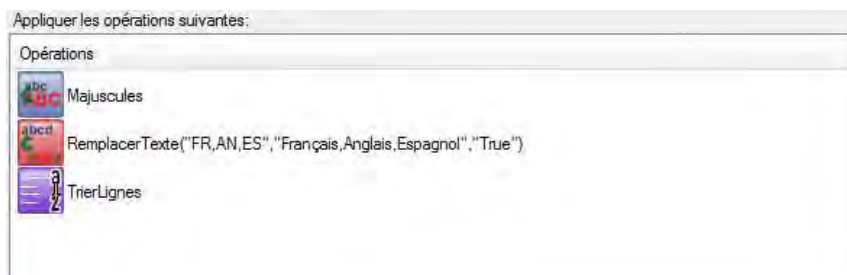 Appliquer les opérations suivantes:
Opérations
Majuscules
RemplacerTexte("FR,AN,ES","Français,Anglais,Espagnol","True")
TrierLignes